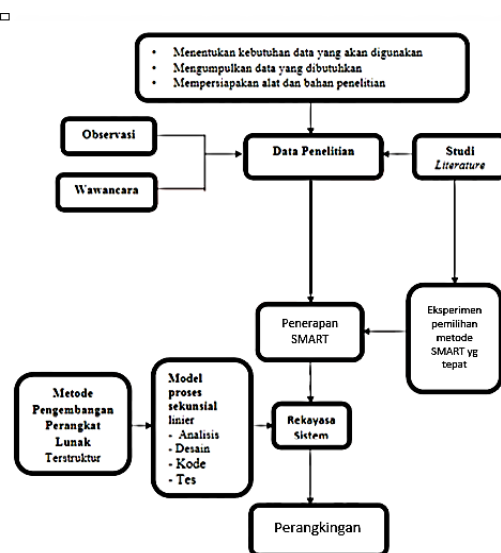 • Menentukan kebutuhan data yang akan digunakan
• Mengumpulkan data yang dibutuhkan
• Mempersiapakan alat dan bahan penelitian
Observasi
Wawancara
Data Penelitian
Studi
Literature
Penerapan
SMART
Eksperimen
pemilihan
metode
SMART yg
tepat
Metode
Pengembangan
Perangkat
Lunak
Terstruktur
Model
proses
sekunsial
linier
- Analisis
- Desain
- Kode
- Tes
Rekayasa
Sistem
Perangkingan